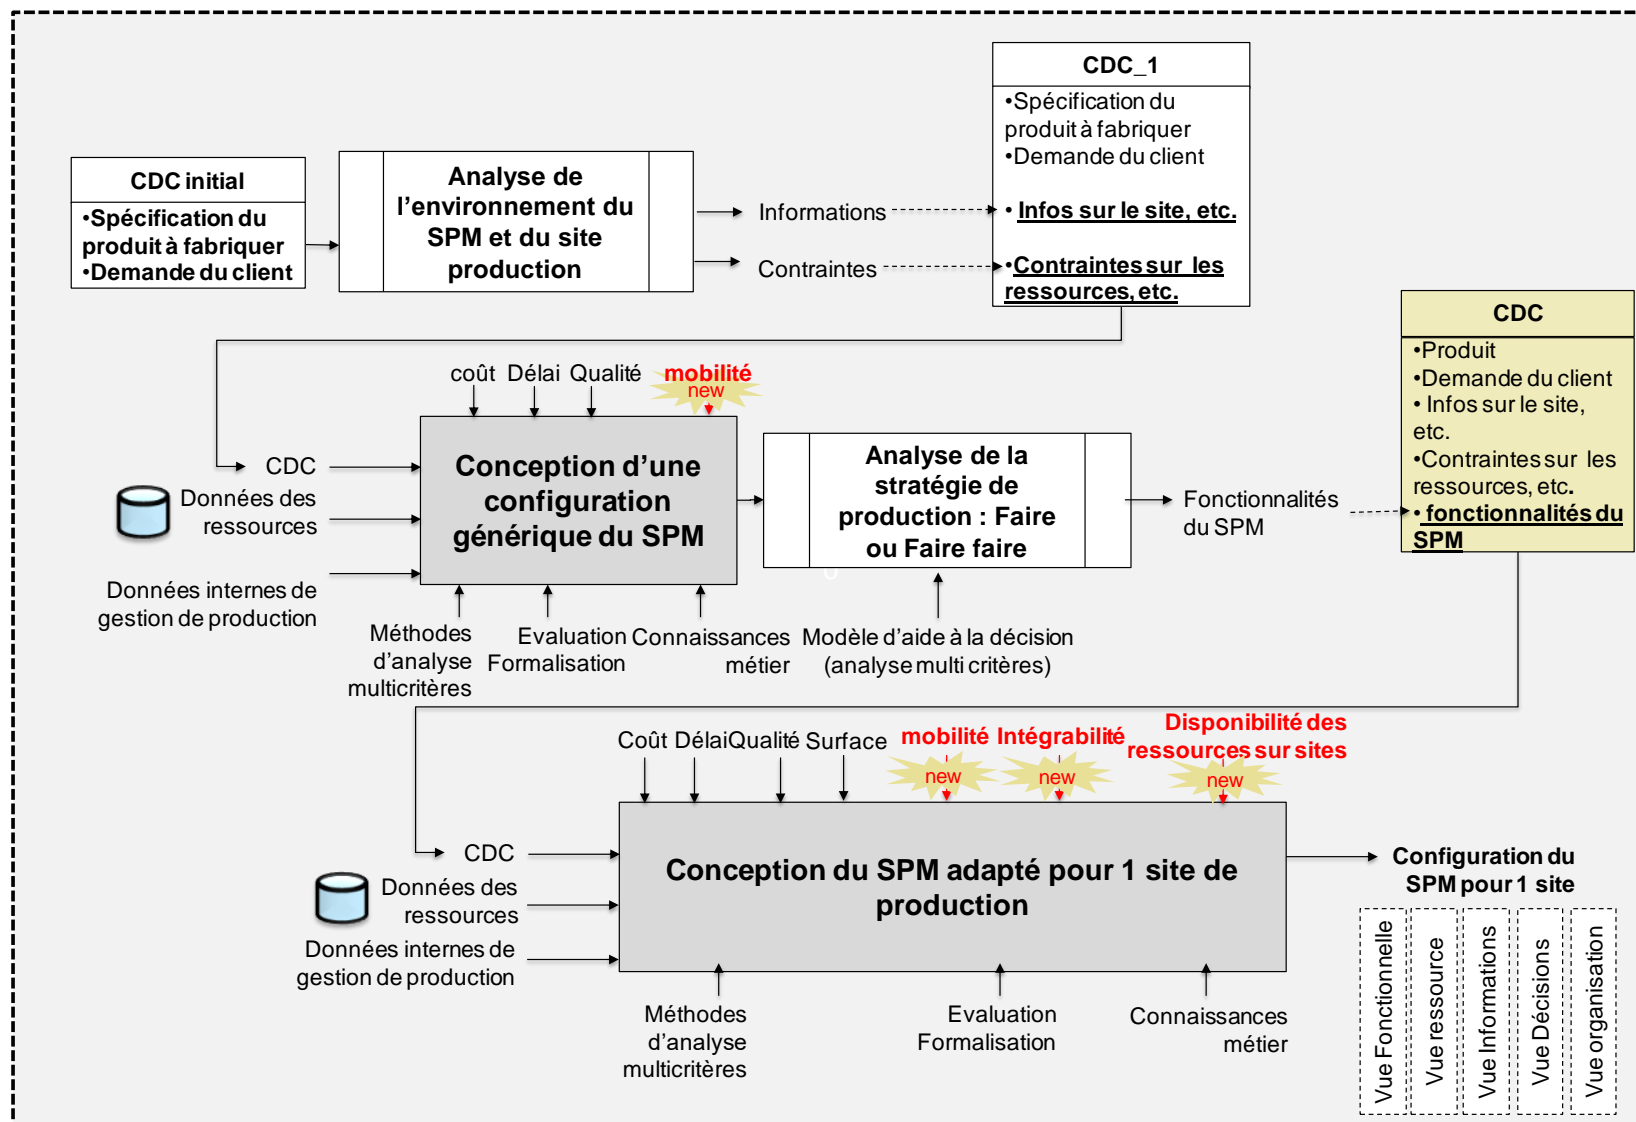 CDC initial
•Spécification du
produit à fabriquer
•Demande du client
Analyse de
l’environnement du
SPM et du site
production
Informations
Contraintes
CDC_1
•Spécification du
produit à fabriquer
•Demande du client
• Infos sur le site, etc.
•Contraintes sur les
ressources, etc.
coût Délai Qualité mobilité
new
CDC
Données des
ressources
Données internes de
gestion de production
Conception d’une
configuration
générique du SPM
Méthodes
d’analyse
multicritères
Evaluation
Formalisation
Connaissances
métier
Analyse de la
stratégie de
production : Faire
ou Faire faire
Modèle d’aide à la décision
(analyse multi critères)
Fonctionnalités
du SPM
CDC
•Produit
•Demande du client
• Infos sur le site,
etc.
•Contraintes sur les
ressources, etc.
• fonctionnalités du
SPM
Coût Délai Qualité Surface mobilité Intégrabilité
Disponibilité des
ressources sur sites
new new new
CDC
Données des
ressources
Données internes de
gestion de production
Conception du SPM adapté pour 1 site de
production
Méthodes
d’analyse
multicritères
Evaluation
Formalisation
Connaissances
métier
Configuration du
SPM pour 1 site
Vue Fonctionnelle
Vue ressource
Vue Informations
Vue Décisions
Vue organisation